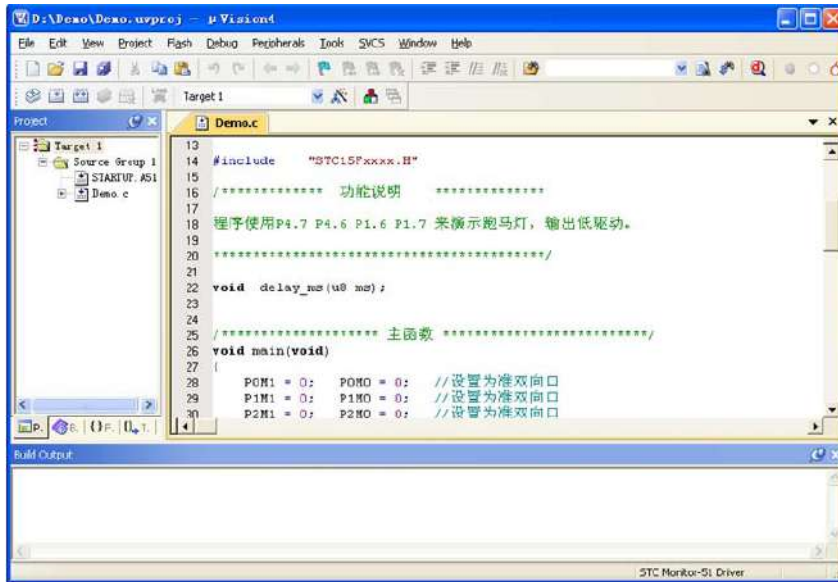 D:\Demo\Demo.uvproj - µVision4
File Edit View Project Flash Debug Peripherals Tools SVCS Window Help
Target 1
Project
Demo.c
Target 1
Source Group 1
STARTUP.A51
Demo.c
13
14 #include "STC15Fxxxx.H"
15
16 /************* 功能说明 **************
17
18 程序使用P4.7 P4.6 P1.6 P1.7 来演示跑马灯，输出低驱动。
19
20 ******************************************/
21
22 void delay_ms(u8 ms);
23
24
25 /******************** 主函数 **************************/
26 void main(void)
27 {
28 P0M1 = 0; P0M0 = 0; //设置为准双向口
29 P1M1 = 0; P1M0 = 0; //设置为准双向口
30 P2M1 = 0; P2M0 = 0; //设置为准双向口
P. B. {} F. 0 T.
Build Output
STC Monitor-51 Driver